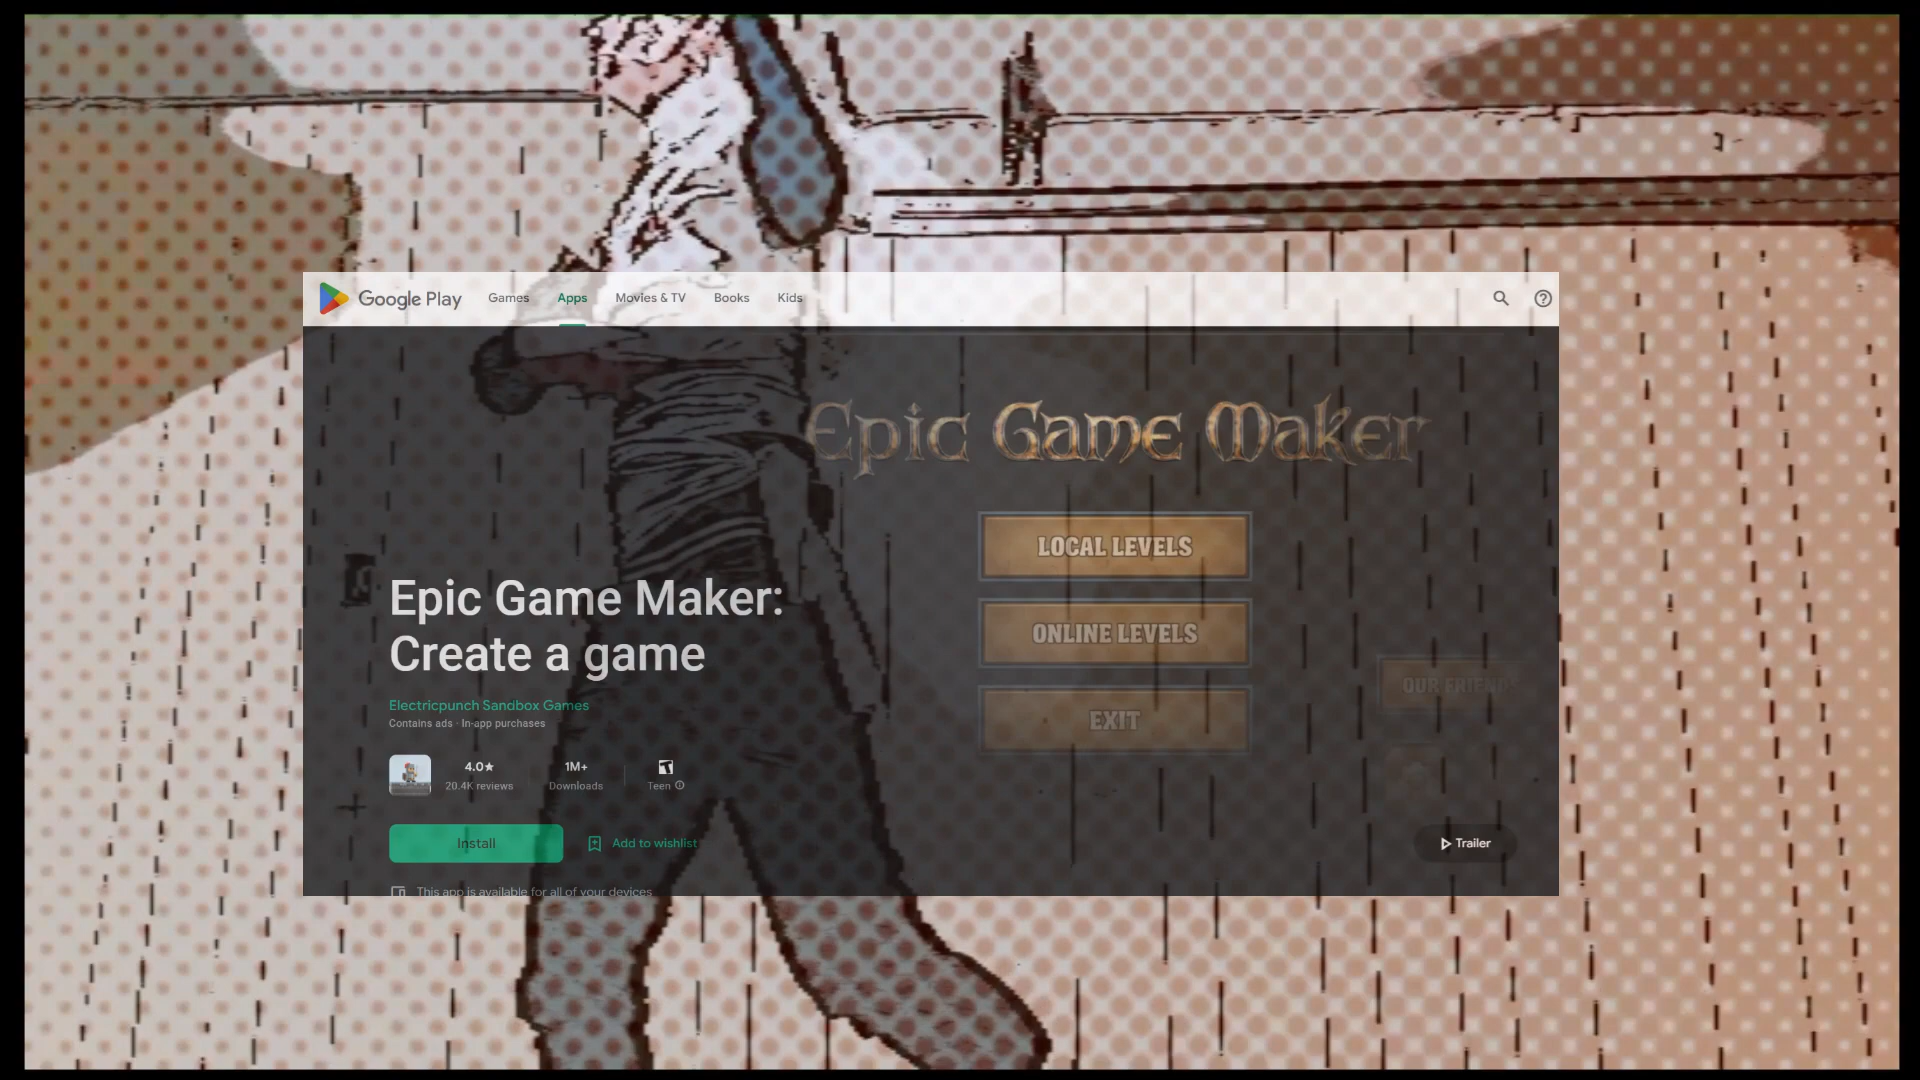 Google Play Games Apps Movies & TV Books Kids
Epic Game Maker
LOCAL LEVELS
ONLINE LEVELS
OUR FRIENDS
EXIT
Epic Game Maker:
Create a game
Electricpunch Sandbox Games
Contains ads · In-app purchases
4.0★ 1M+ T
20.4K reviews Downloads Teen
Install Add to wishlist Trailer
This app is available for all of your devices